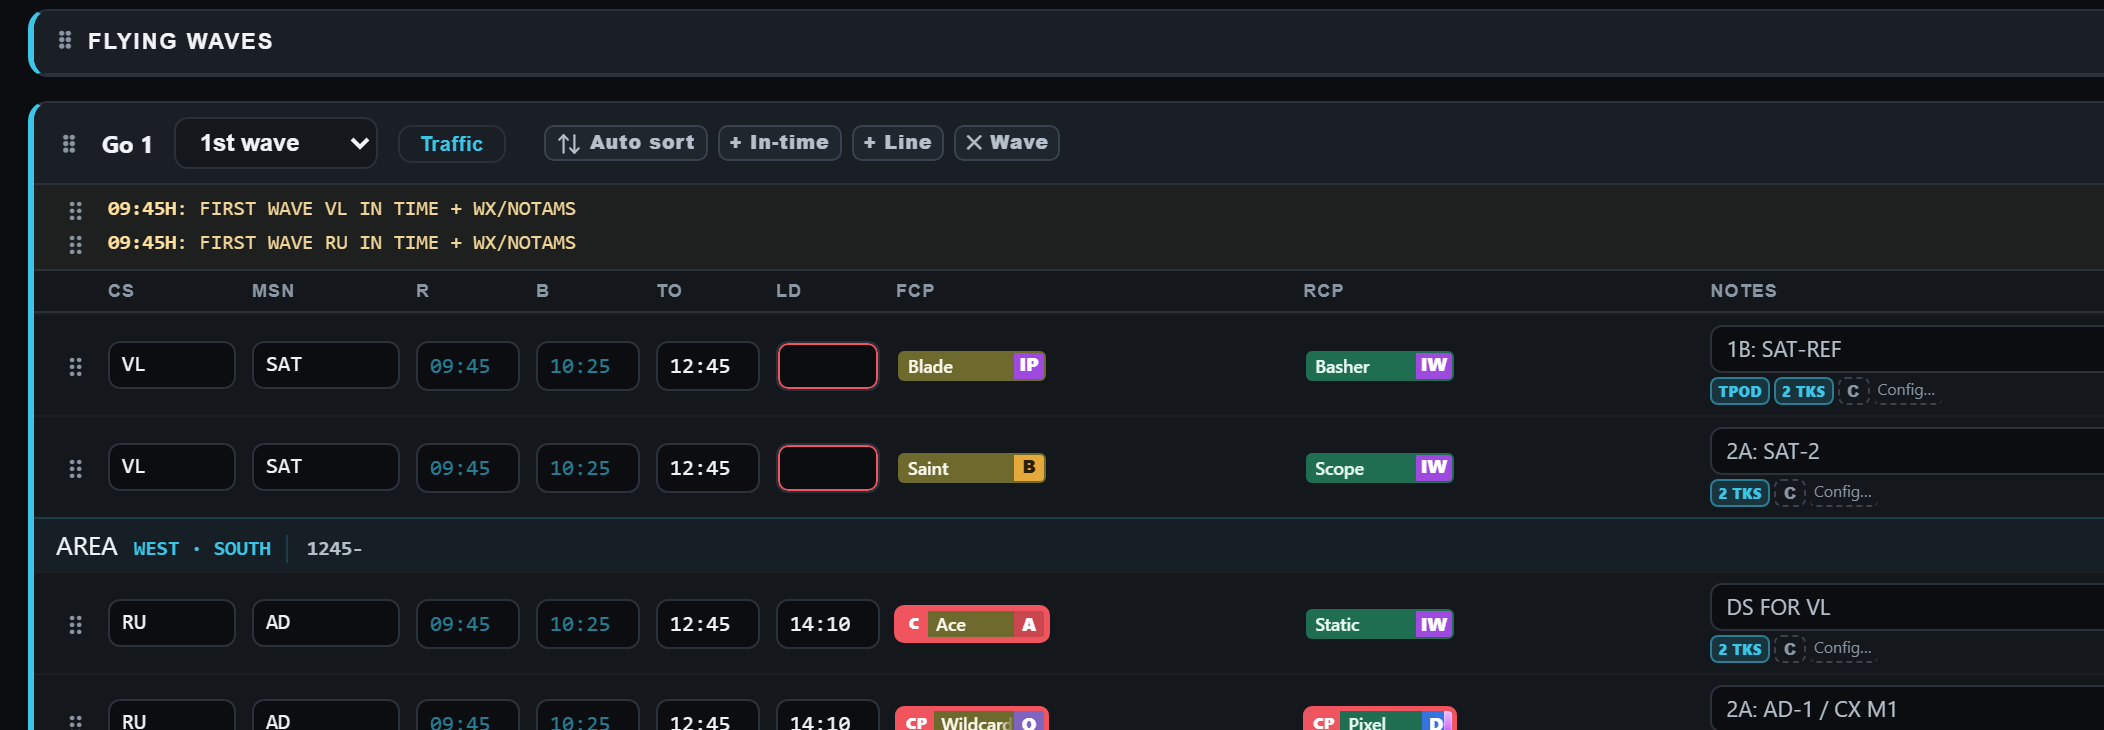 FLYING WAVES
Go 1 1st wave Traffic Auto sort + In-time + Line × Wave
09:45H: FIRST WAVE VL IN TIME + WX/NOTAMS
09:45H: FIRST WAVE RU IN TIME + WX/NOTAMS
CS MSN R B TO LD FCP RCP NOTES
VL SAT 09:45 10:25 12:45 Blade IP Basher IW 1B: SAT-REF
TPOD 2 TKS C Config...
VL SAT 09:45 10:25 12:45 Saint B Scope IW 2A: SAT-2
2 TKS C Config...
AREA WEST · SOUTH 1245-
RU AD 09:45 10:25 12:45 14:10 C Ace A Static IW DS FOR VL
2 TKS C Config...
RU AD 09:45 10:25 12:45 14:10 CP Wildcard O CP Pixel D 2A: AD-1 / CX M1